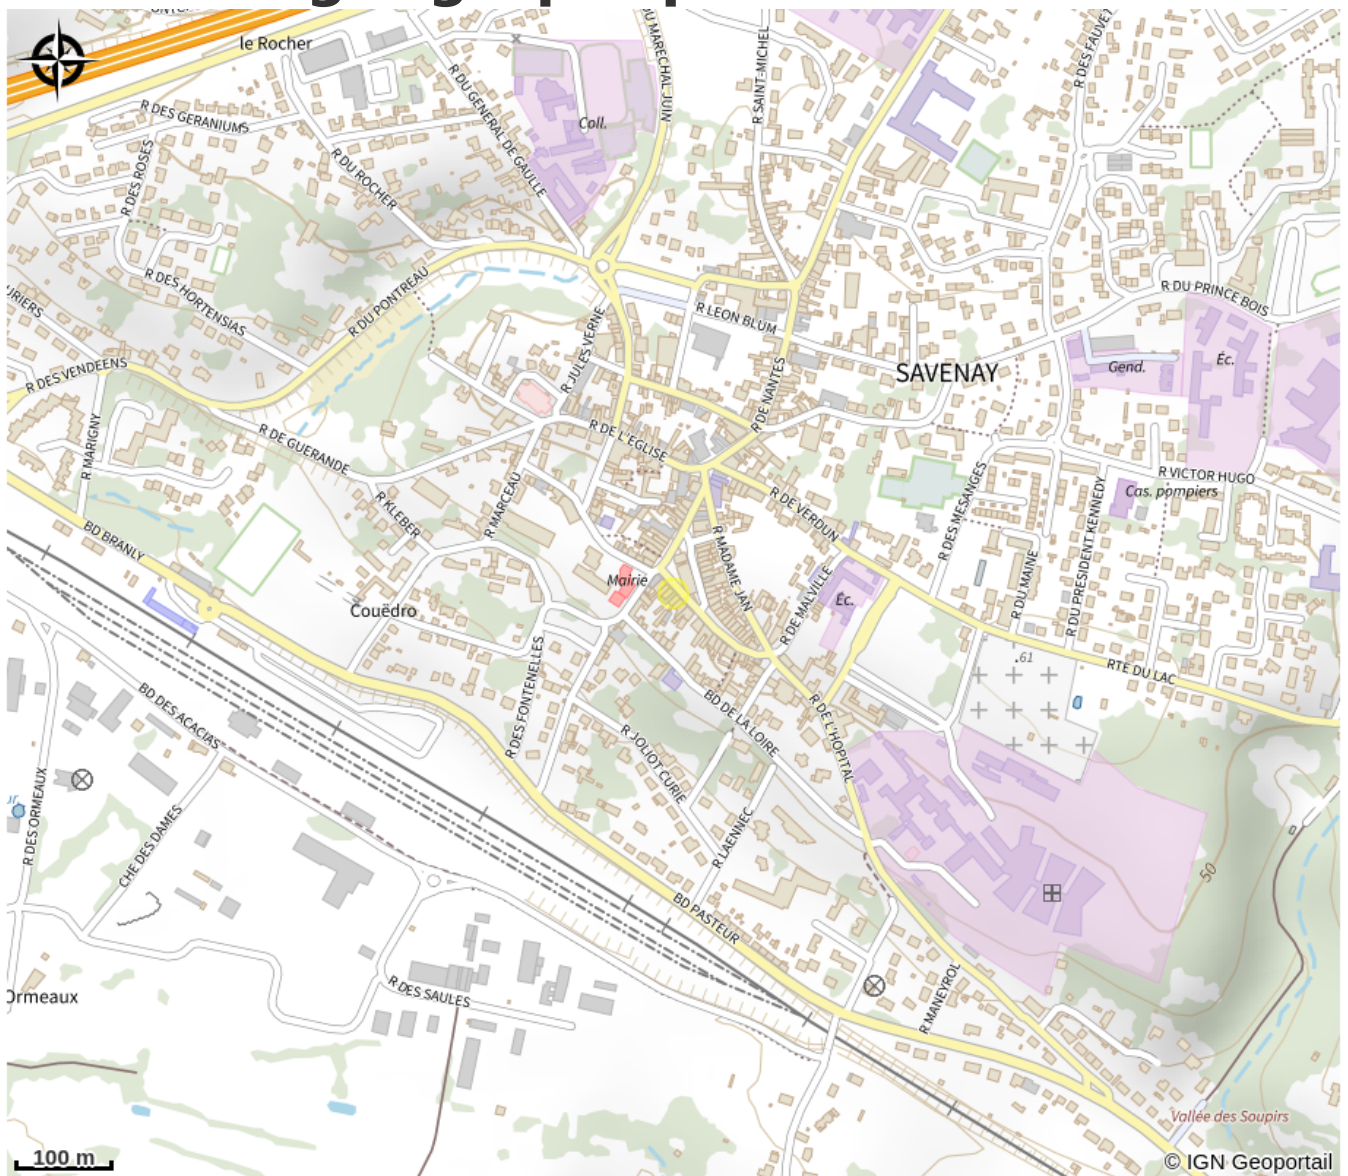 le Rocher
R DU GENERAL DE GAULLE
DU MARECHAL JUIN
R SAINT-MICHEL
R DES FAUVET
R DES GERANIUMS
Coll.
R DES ROSES
R DU ROCHER
R DES HORTENSIAS
R DU PONTREAU
R JULES VERNE
R LEON BLUM
R DU PRINCE BOIS
URIERS
R DES VENDEENS
R DE NANTES
SAVENAY
Gend.
Éc.
R MARIGNY
R DE GUERANDE
R DE L'EGLISE
R VICTOR HUGO
Cas. pompiers
R KLEBER
R MARCEAU
R DE VERDUN
R DES MESANGES
R DU PRESIDENT KENNEDY
BD BRANLY
R MADAME JAN
Mairie
R DE MALVILLE
Éc.
R DU MAINE
Couëdro
61
RTE DU LAC
R DES FONTENELLES
BD DE LA LOIRE
R DE L'HOPITAL
BD DES ACACIAS
R JOLIOT CURIE
R DES ORMEAUX
CHE DES DAMES
R LAENNEC
50
BD PASTEUR
R MANEYROL
Ormeaux
R DES SAULES
Vallée des Soupirs
100 m
© IGN Geoportail